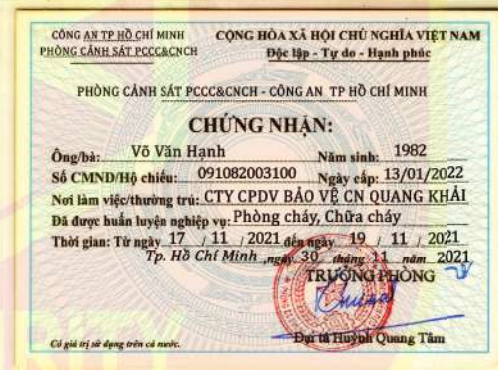 CÔNG AN TP HỒ CHÍ MINH
PHÒNG CẢNH SÁT PCCC&CNCH
CỘNG HÒA XÃ HỘI CHỦ NGHĨA VIỆT NAM
Độc lập - Tự do - Hạnh phúc
PHÒNG CẢNH SÁT PCCC&CNCH - CÔNG AN TP HỒ CHÍ MINH
CHỨNG NHẬN:
Ông/bà: Võ Văn Hạnh Năm sinh: 1982
Số CMND/Hộ chiếu: 091082003100 Ngày cấp: 13/01/2022
Nơi làm việc/thường trú: CTY CPDV BẢO VỆ CN QUANG KHẢI
Đã được huấn luyện nghiệp vụ: Phòng cháy, Chữa cháy
Thời gian: Từ ngày 17 / 11 / 2021 đến ngày 19 / 11 / 2021
Tp. Hồ Chí Minh, ngày 30 tháng 11 năm 2021
TRƯỞNG PHÒNG
Đại tá Huỳnh Quang Tâm
Có giá trị sử dụng trên cả nước.